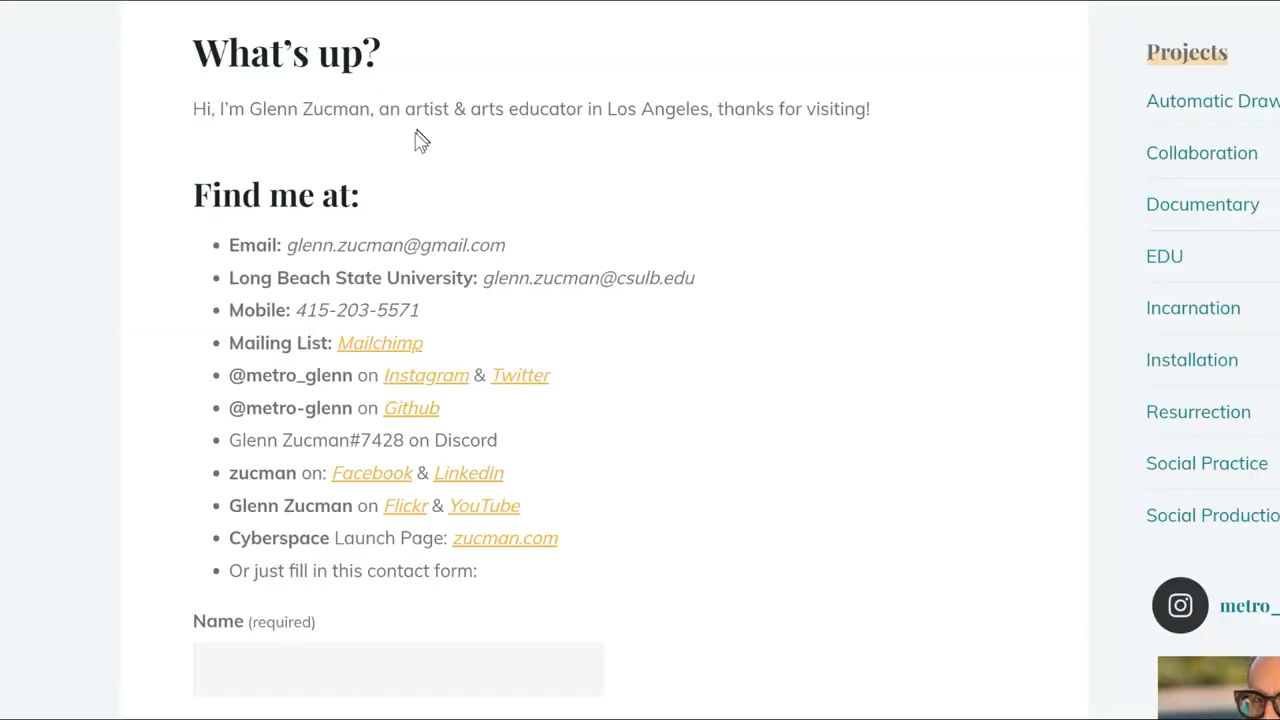 What's up?
Hi, I'm Glenn Zucman, an artist & arts educator in Los Angeles, thanks for visiting!
Find me at:
• Email: glenn.zucman@gmail.com
• Long Beach State University: glenn.zucman@csulb.edu
• Mobile: 415-203-5571
• Mailing List: Mailchimp
• @metro_glenn on Instagram & Twitter
• @metro-glenn on Github
• Glenn Zucman#7428 on Discord
• zucman on: Facebook & LinkedIn
• Glenn Zucman on Flickr & YouTube
• Cyberspace Launch Page: zucman.com
• Or just fill in this contact form:
Name (required)
Projects
Automatic Draw
Collaboration
Documentary
EDU
Incarnation
Installation
Resurrection
Social Practice
Social Productio
metro_